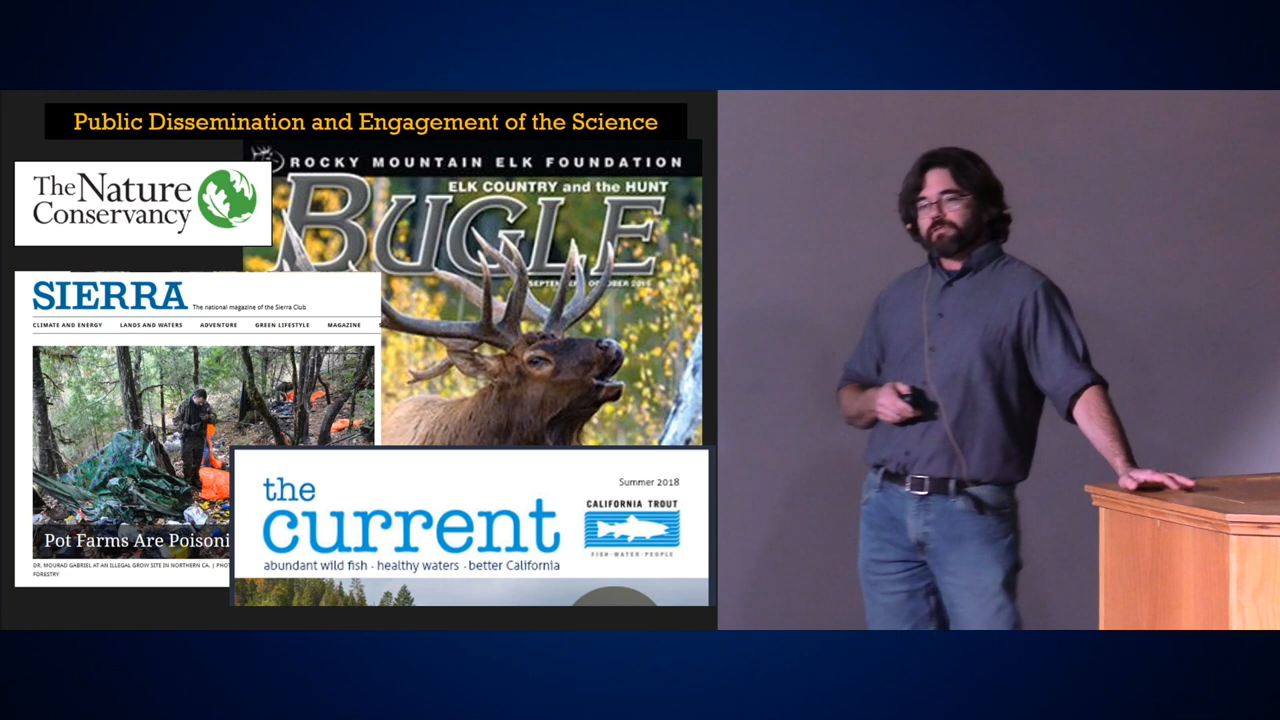 Public Dissemination and Engagement of the Science
The Nature
Conservancy
ROCKY MOUNTAIN ELK FOUNDATION
ELK COUNTRY and the HUNT
BUGLE
SIERRA The national magazine of the Sierra Club
CLIMATE AND ENERGY LANDS AND WATERS ADVENTURE GREEN LIFESTYLE MAGAZINE
Pot Farms Are Poisoni
DR. MOURAD GABRIEL AT AN ILLEGAL GROW SITE IN NORTHERN CA. | PHOT
FORESTRY
Summer 2018
the
current
abundant wild fish · healthy waters · better California
CALIFORNIA TROUT
FISH·WATER·PEOPLE